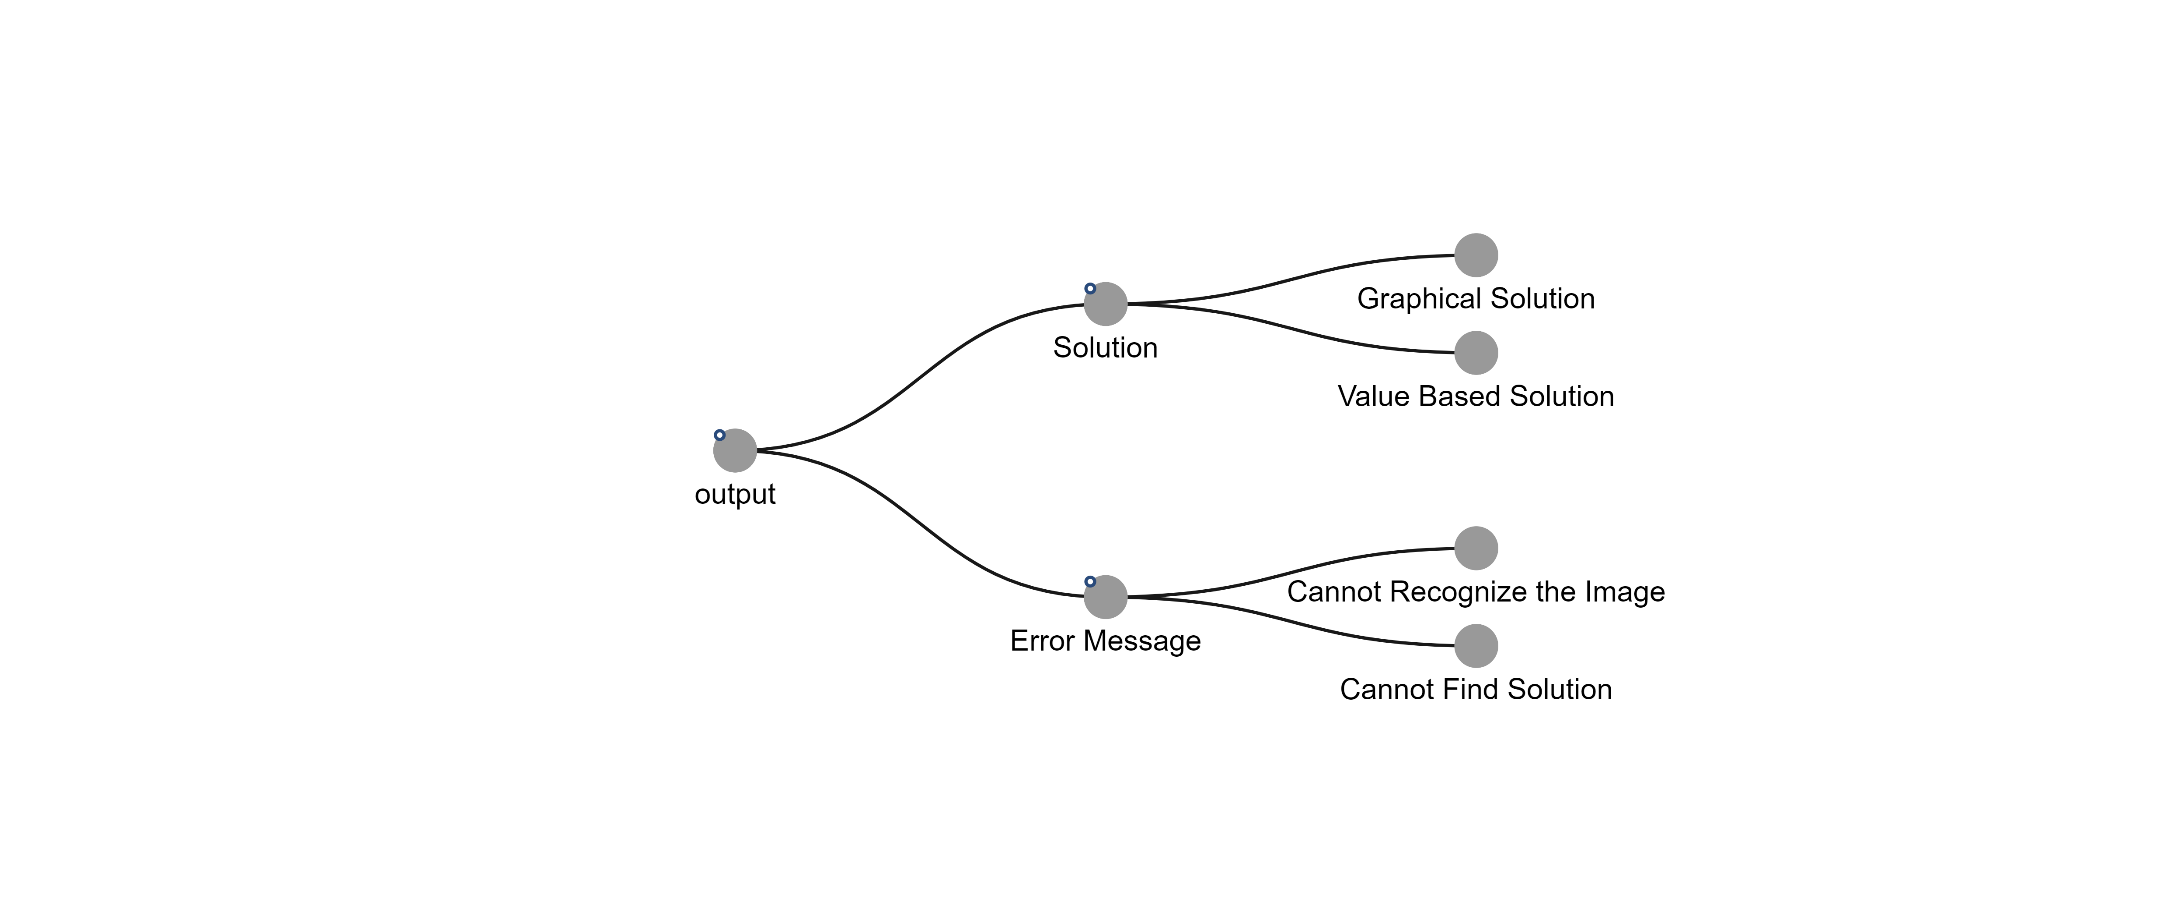 Graphical Solution
Solution
Value Based Solution
output
Cannot Recognize the Image
Error Message
Cannot Find Solution